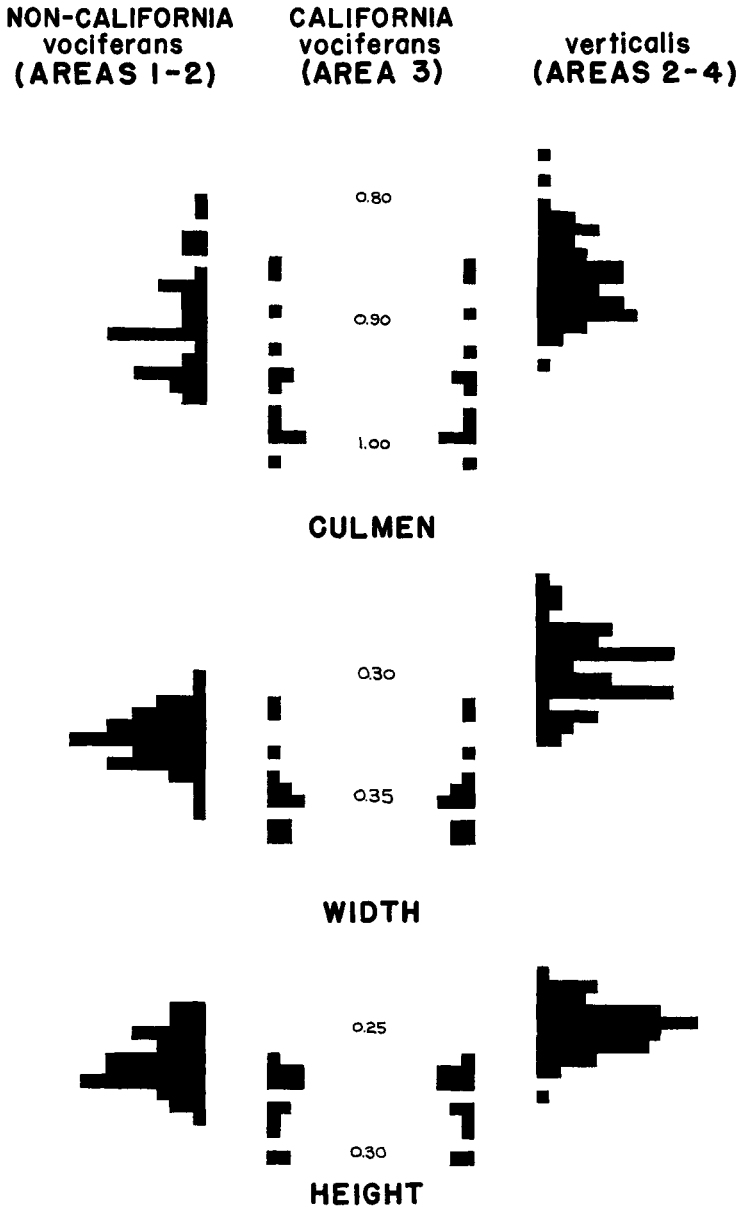 NON-CALIFORNIA
vociferans
(AREAS 1-2)
CALIFORNIA
vociferans
(AREA 3)
verticalis
(AREAS 2-4)
0.80
0.90
1.00
CULMEN
0.30
0.35
WIDTH
0.25
0.30
HEIGHT